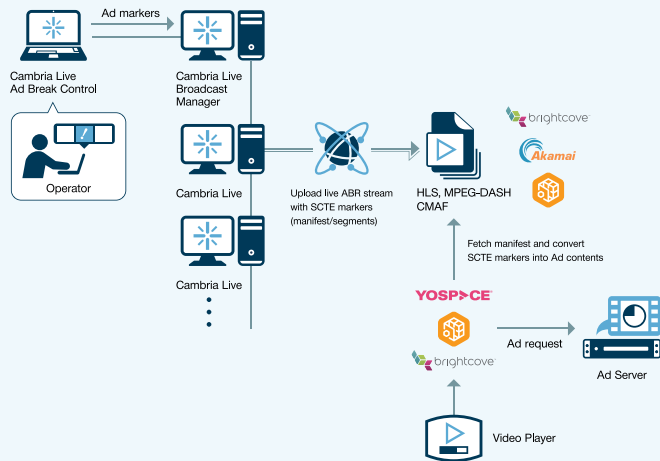 Ad markers
Cambria Live
Ad Break Control
Cambria Live
Broadcast
Manager
Operator
Cambria Live
Cambria Live
Upload live ABR stream
with SCTE markers
(manifest/segments)
HLS, MPEG-DASH
CMAF
brightcove
Akamai
Fetch manifest and convert
SCTE markers into Ad contents
YOSPACE
brightcove
Ad request
Ad Server
Video Player